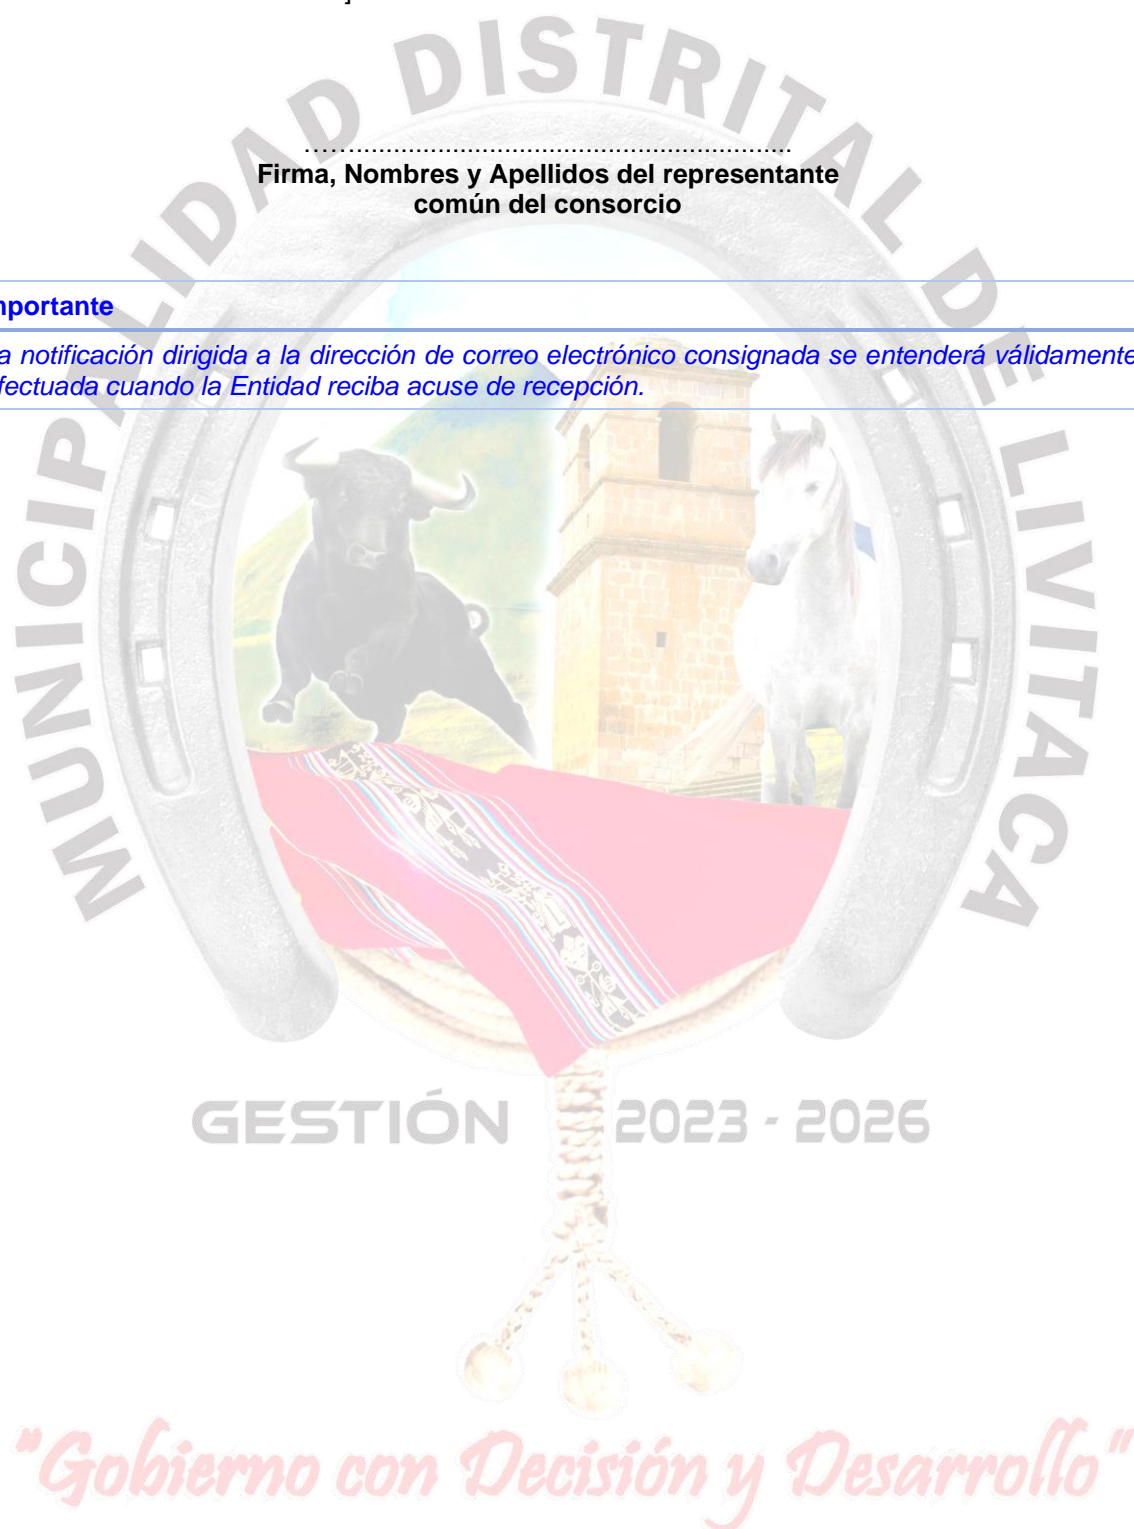 ]
…….........................................................
Firma, Nombres y Apellidos del representante
común del consorcio
mportante
a notificación dirigida a la dirección de correo electrónico consignada se entenderá válidamente
fectuada cuando la Entidad reciba acuse de recepción.
MUNICIPALIDAD DISTRITAL DE LIVITACA
GESTIÓN 2023 - 2026
"Gobierno con Decisión y Desarrollo"